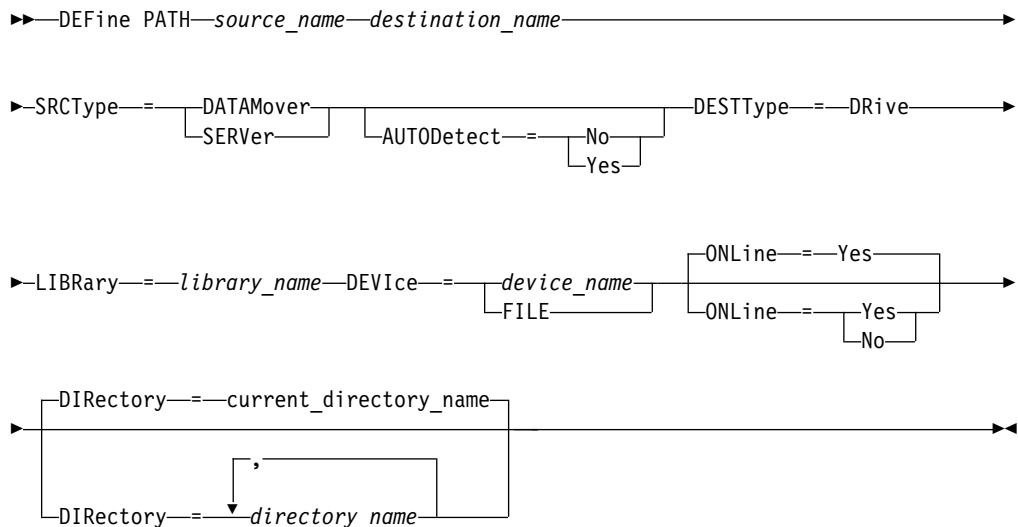 DEFine PATH source_name destination_name
SRCType = DATAMover DESTType = DRive
SERVer AUTODetect = No
Yes
ONLine = Yes
LIBRary = library_name DEVIce = device_name
FILE ONLine = Yes
No
DIRectory = current_directory_name
,
DIRectory = directory_name